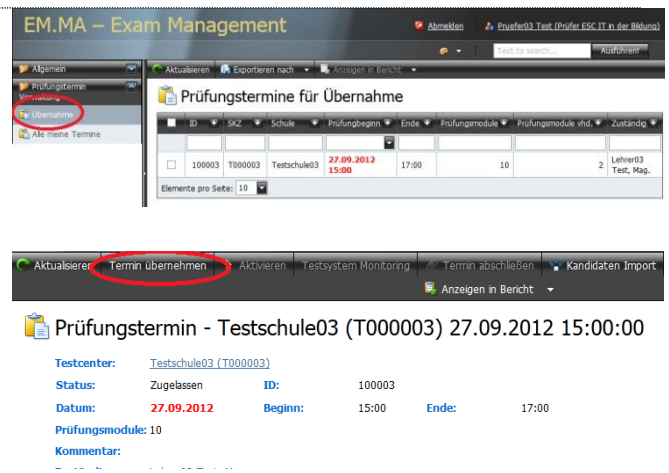 EM.MA – Exam Management
Abmelden Pruefer03 Test (Prüfer ESC IT in der Bildung)
Text to search... Ausführen!
Allgemein
Aktualisieren Exportieren nach Anzeigen in Bericht
Prüfungstermin
Verwaltung
Übernahme
Alle meine Termine
Prüfungstermine für Übernahme
ID SKZ Schule Prüfungbeginn Ende Prüfungsmodule Prüfungsmodule vhd. Zuständig
100003 T000003 Testschule03 27.09.2012 15:00 17:00 10 2 Lehrer03 Test, Mag.
Elemente pro Seite: 10
Aktualisieren Termin übernehmen Aktivieren Testsystem Monitoring Termin abschließen Kandidaten Import
Anzeigen in Bericht
Prüfungstermin - Testschule03 (T000003) 27.09.2012 15:00:00
Testcenter: Testschule03 (T000003)
Status: Zugelassen ID: 100003
Datum: 27.09.2012 Beginn: 15:00 Ende: 17:00
Prüfungsmodule: 10
Kommentar: